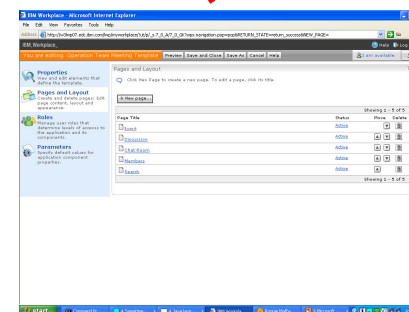 IBM Workplace - Microsoft Internet Explorer
File Edit View Favorites Tools Help
Address
IBM Workplace
Help Log
You are editing: Operation Team Meeting Template Preview Save and Close Save As Cancel Help I am available
Properties
View and edit elements that define the template.
Pages and Layout
Create and delete pages; Edit page content, layout and appearance.
Roles
Manage user roles that determine levels of access to this application and its components.
Parameters
Specify default values for application component properties.
Pages and Layout
Click New Page to create a new page. To edit a page, click its title.
New page...
Showing 1 - 5 of 5
Page Title Status Move Delete
Event Active
Discussion Active
Chat Room Active
Members Active
Search Active
Showing 1 - 5 of 5
start